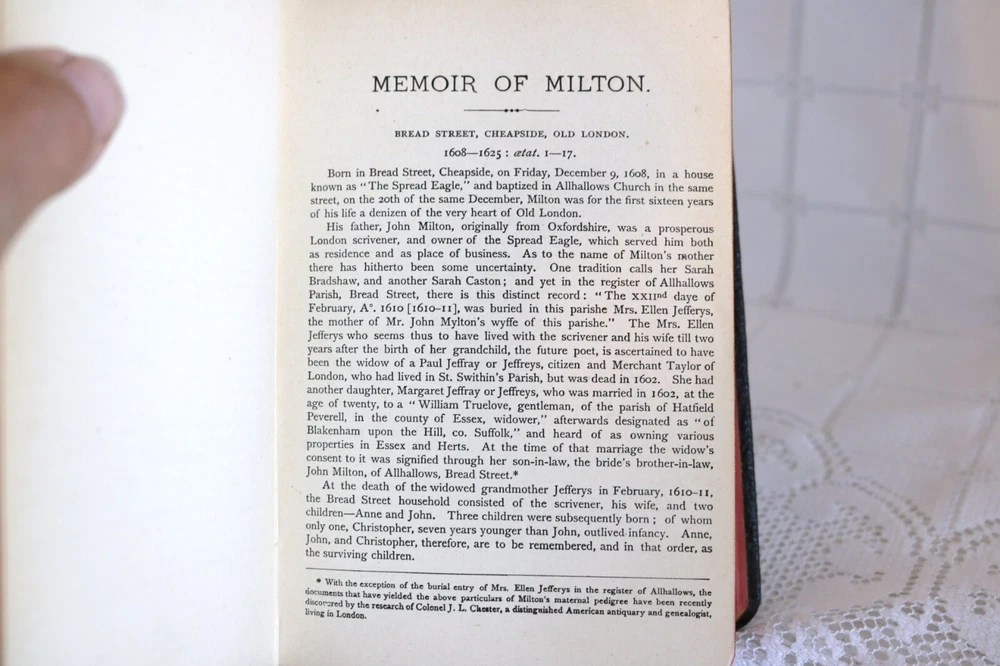 MEMOIR OF MILTON.
BREAD STREET, CHEAPSIDE, OLD LONDON.
1608—1625 : ætat. 1—17.
Born in Bread Street, Cheapside, on Friday, December 9, 1608, in a house
known as "The Spread Eagle," and baptized in Allhallows Church in the same
street, on the 20th of the same December, Milton was for the first sixteen years
of his life a denizen of the very heart of Old London.
His father, John Milton, originally from Oxfordshire, was a prosperous
London scrivener, and owner of the Spread Eagle, which served him both
as residence and as place of business. As to the name of Milton's mother
there has hitherto been some uncertainty. One tradition calls her Sarah
Bradshaw, and another Sarah Caston; and yet in the register of Allhallows
Parish, Bread Street, there is this distinct record: "The XXIInd daye of
February, A°. 1610 [1610–11], was buried in this parishe Mrs. Ellen Jefferys,
the mother of Mr. John Mylton's wyffe of this parishe." The Mrs. Ellen
Jefferys who seems thus to have lived with the scrivener and his wife till two
years after the birth of her grandchild, the future poet, is ascertained to have
been the widow of a Paul Jeffray or Jeffreys, citizen and Merchant Taylor of
London, who had lived in St. Swithin's Parish, but was dead in 1602. She had
another daughter, Margaret Jeffray or Jeffreys, who was married in 1602, at the
age of twenty, to a "William Truelove, gentleman, of the parish of Hatfield
Peverell, in the county of Essex, widower," afterwards designated as "of
Blakenham upon the Hill, co. Suffolk," and heard of as owning various
properties in Essex and Herts. At the time of that marriage the widow's
consent to it was signified through her son-in-law, the bride's brother-in-law,
John Milton, of Allhallows, Bread Street.*
At the death of the widowed grandmother Jefferys in February, 1610–11,
the Bread Street household consisted of the scrivener, his wife, and two
children—Anne and John. Three children were subsequently born; of whom
only one, Christopher, seven years younger than John, outlived infancy. Anne,
John, and Christopher, therefore, are to be remembered, and in that order, as
the surviving children.
* With the exception of the burial entry of Mrs. Ellen Jefferys in the register of Allhallows, the
documents that have yielded the above particulars of Milton's maternal pedigree have been recently
discovered by the research of Colonel J. L. Chester, a distinguished American antiquary and genealogist,
living in London.